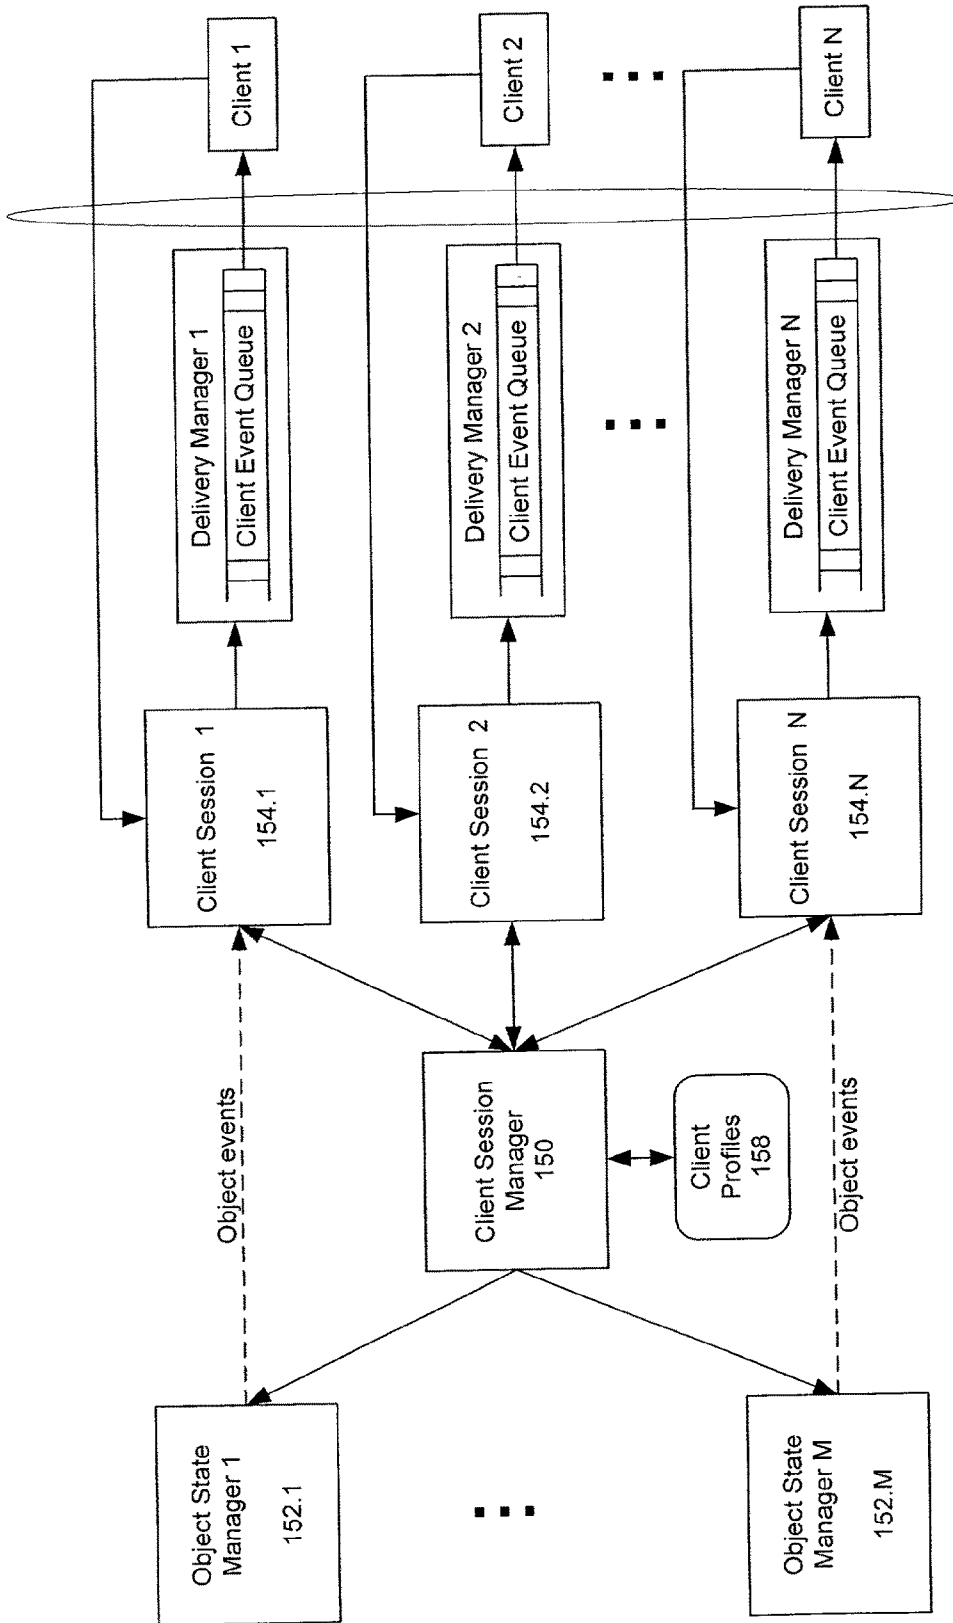 Object State
Manager 1
152.1
Object State
Manager M
152.M
Object events
Client Session
Manager
150
Client
Profiles
158
Object events
Client Session 1
154.1
Client Session 2
154.2
Client Session N
154.N
Delivery Manager 1
Client Event Queue
Delivery Manager 2
Client Event Queue
Delivery Manager N
Client Event Queue
Client 1
Client 2
Client N